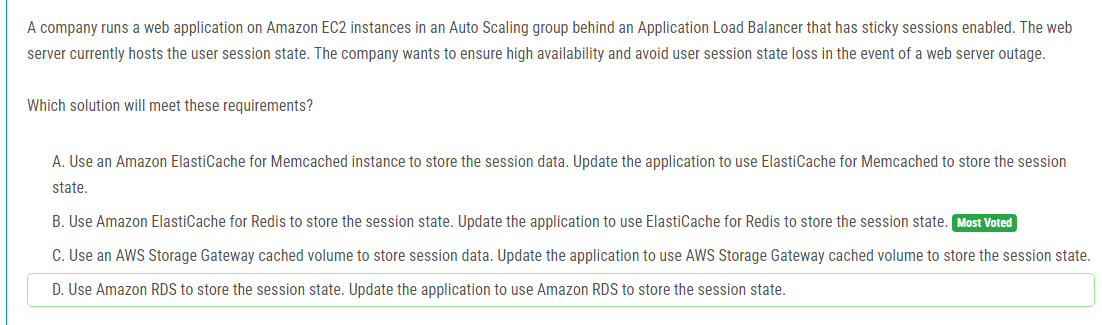 A company runs a web application on Amazon EC2 instances in an Auto Scaling group behind an Application Load Balancer that has sticky sessions enabled. The web
server currently hosts the user session state. The company wants to ensure high availability and avoid user session state loss in the event of a web server outage.
Which solution will meet these requirements?
A. Use an Amazon ElastiCache for Memcached instance to store the session data. Update the application to use ElastiCache for Memcached to store the session
state.
B. Use Amazon ElastiCache for Redis to store the session state. Update the application to use ElastiCache for Redis to store the session state. Most Voted
C. Use an AWS Storage Gateway cached volume to store session data. Update the application to use AWS Storage Gateway cached volume to store the session state.
D. Use Amazon RDS to store the session state. Update the application to use Amazon RDS to store the session state.